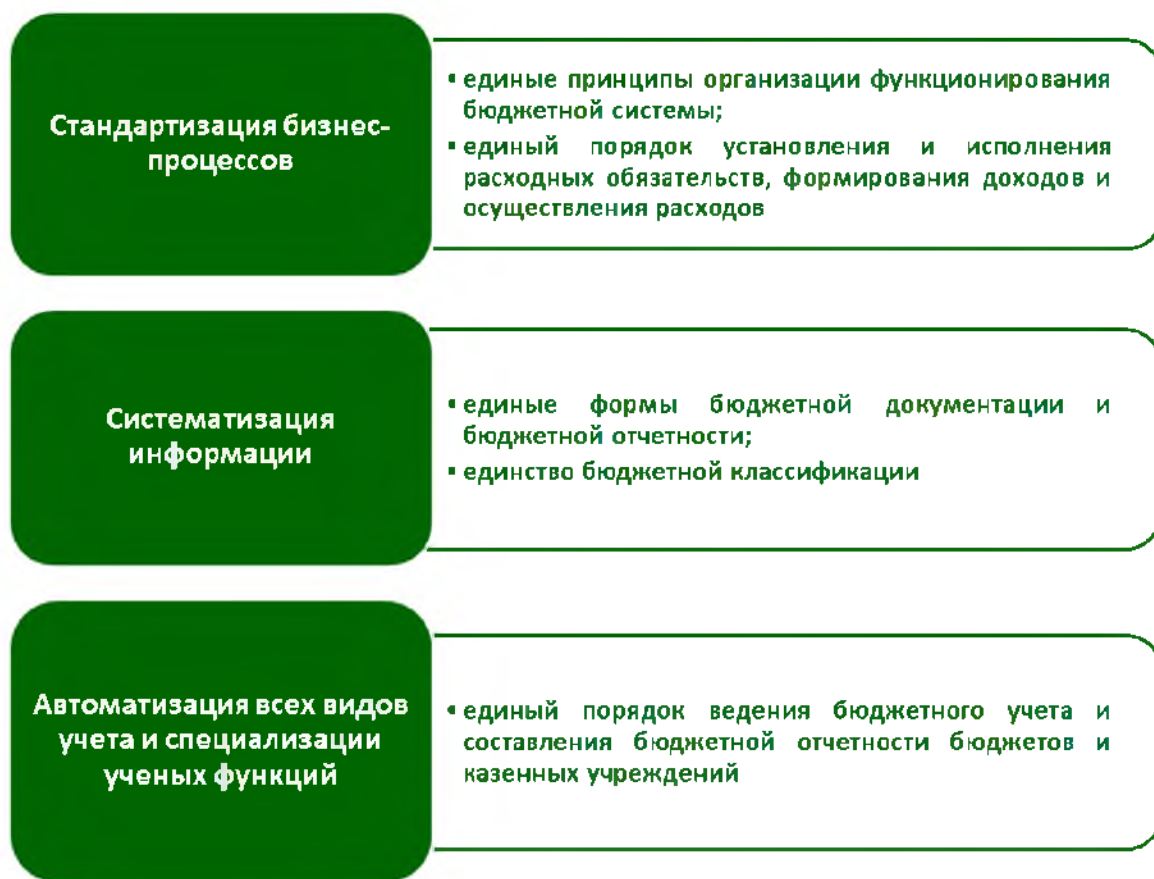 Стандартизация бизнес-
процессов
▪ единые принципы организации функционирования
бюджетной системы;
▪ единый порядок установления и исполнения
расходных обязательств, формирования доходов и
осуществления расходов
Систематизация
информации
▪ единые формы бюджетной документации и
бюджетной отчетности;
▪ единство бюджетной классификации
Автоматизация всех видов
учета и специализации
ученых функций
▪ единый порядок ведения бюджетного учета и
составления бюджетной отчетности бюджетов и
казенных учреждений